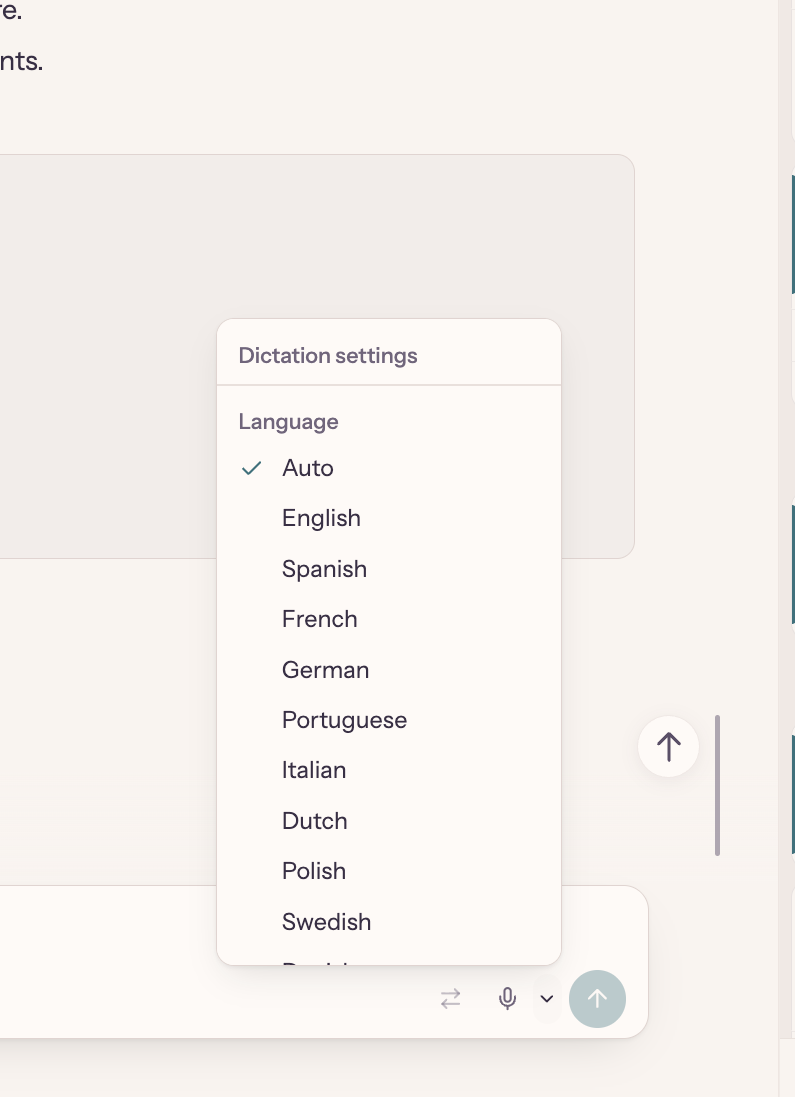 re.
nts.
Dictation settings
Language
Auto
English
Spanish
French
German
Portuguese
Italian
Dutch
Polish
Swedish